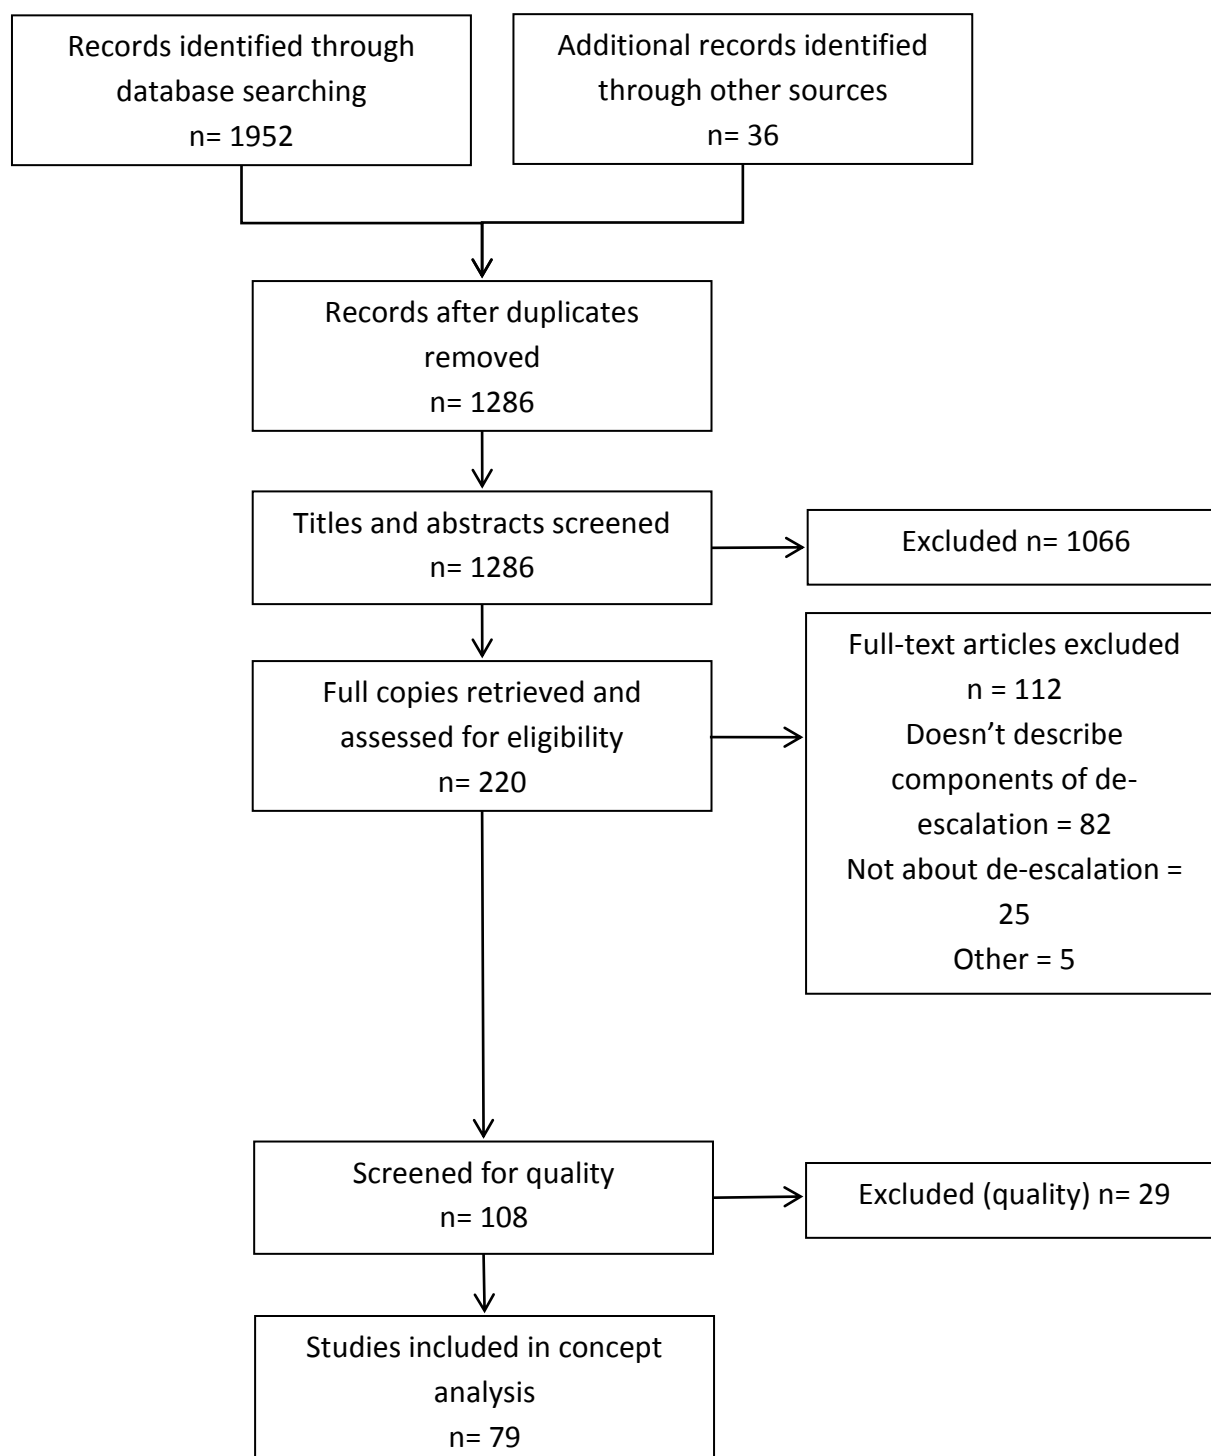 Records identified through
database searching
n= 1952
Additional records identified
through other sources
n= 36
Records after duplicates
removed
n= 1286
Titles and abstracts screened
n= 1286
Excluded n= 1066
Full copies retrieved and
assessed for eligibility
n= 220
Full-text articles excluded
n = 112
Doesn’t describe
components of de-
escalation = 82
Not about de-escalation =
25
Other = 5
Screened for quality
n= 108
Excluded (quality) n= 29
Studies included in concept
analysis
n= 79